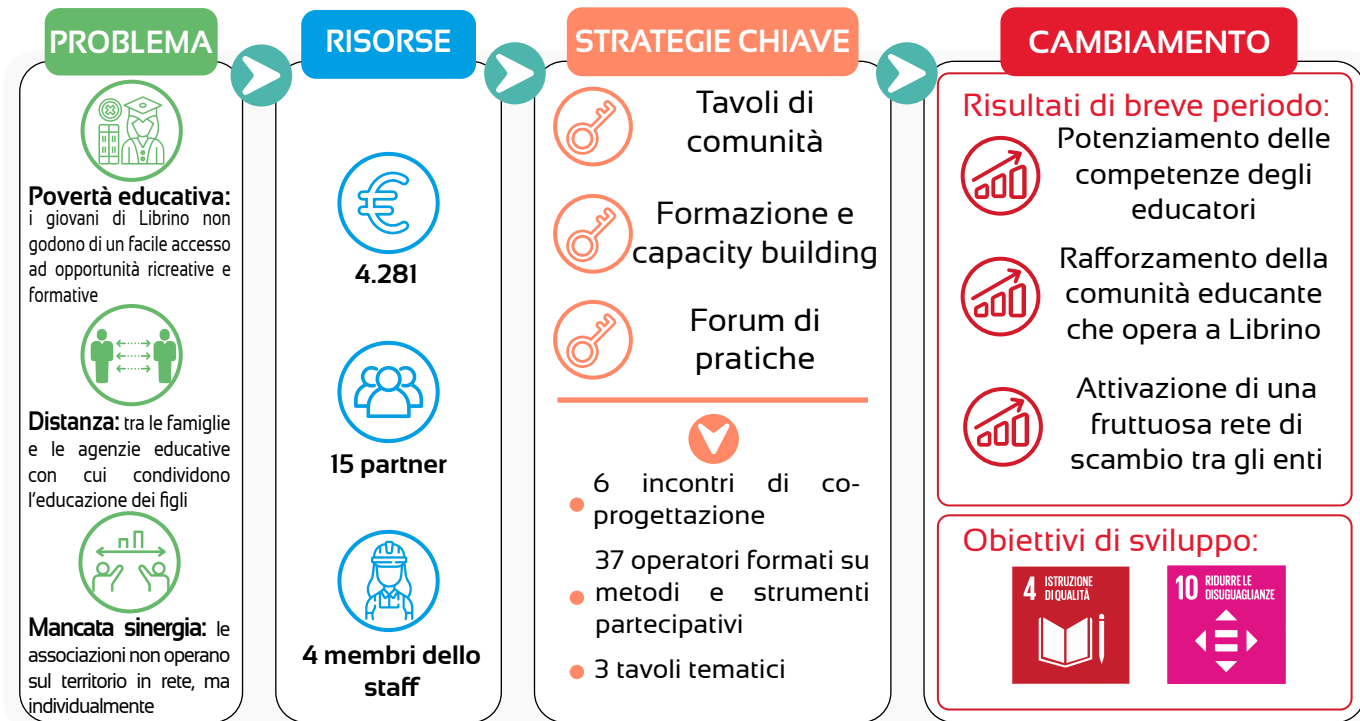 PROBLEMA
Povertà educativa:
i giovani di Librino non
godono di un facile accesso
ad opportunità ricreative e
formative
Distanza: tra le famiglie
e le agenzie educative
con cui condividono
l'educazione dei figli
Mancata sinergia: le
associazioni non operano
sul territorio in rete, ma
individualmente
RISORSE
€
4.281
15 partner
4 membri dello
staff
STRATEGIE CHIAVE
Tavoli di
comunità
Formazione e
capacity building
Forum di
pratiche
6 incontri di co-
progettazione
37 operatori formati su
metodi e strumenti
partecipativi
3 tavoli tematici
CAMBIAMENTO
Risultati di breve periodo:
Potenziamento delle
competenze degli
educatori
Rafforzamento della
comunità educante
che opera a Librino
Attivazione di una
fruttuosa rete di
scambio tra gli enti
Obiettivi di sviluppo:
4 ISTRUZIONE
DI QUALITÀ
10 RIDURRE LE
DISUGUAGLIANZE